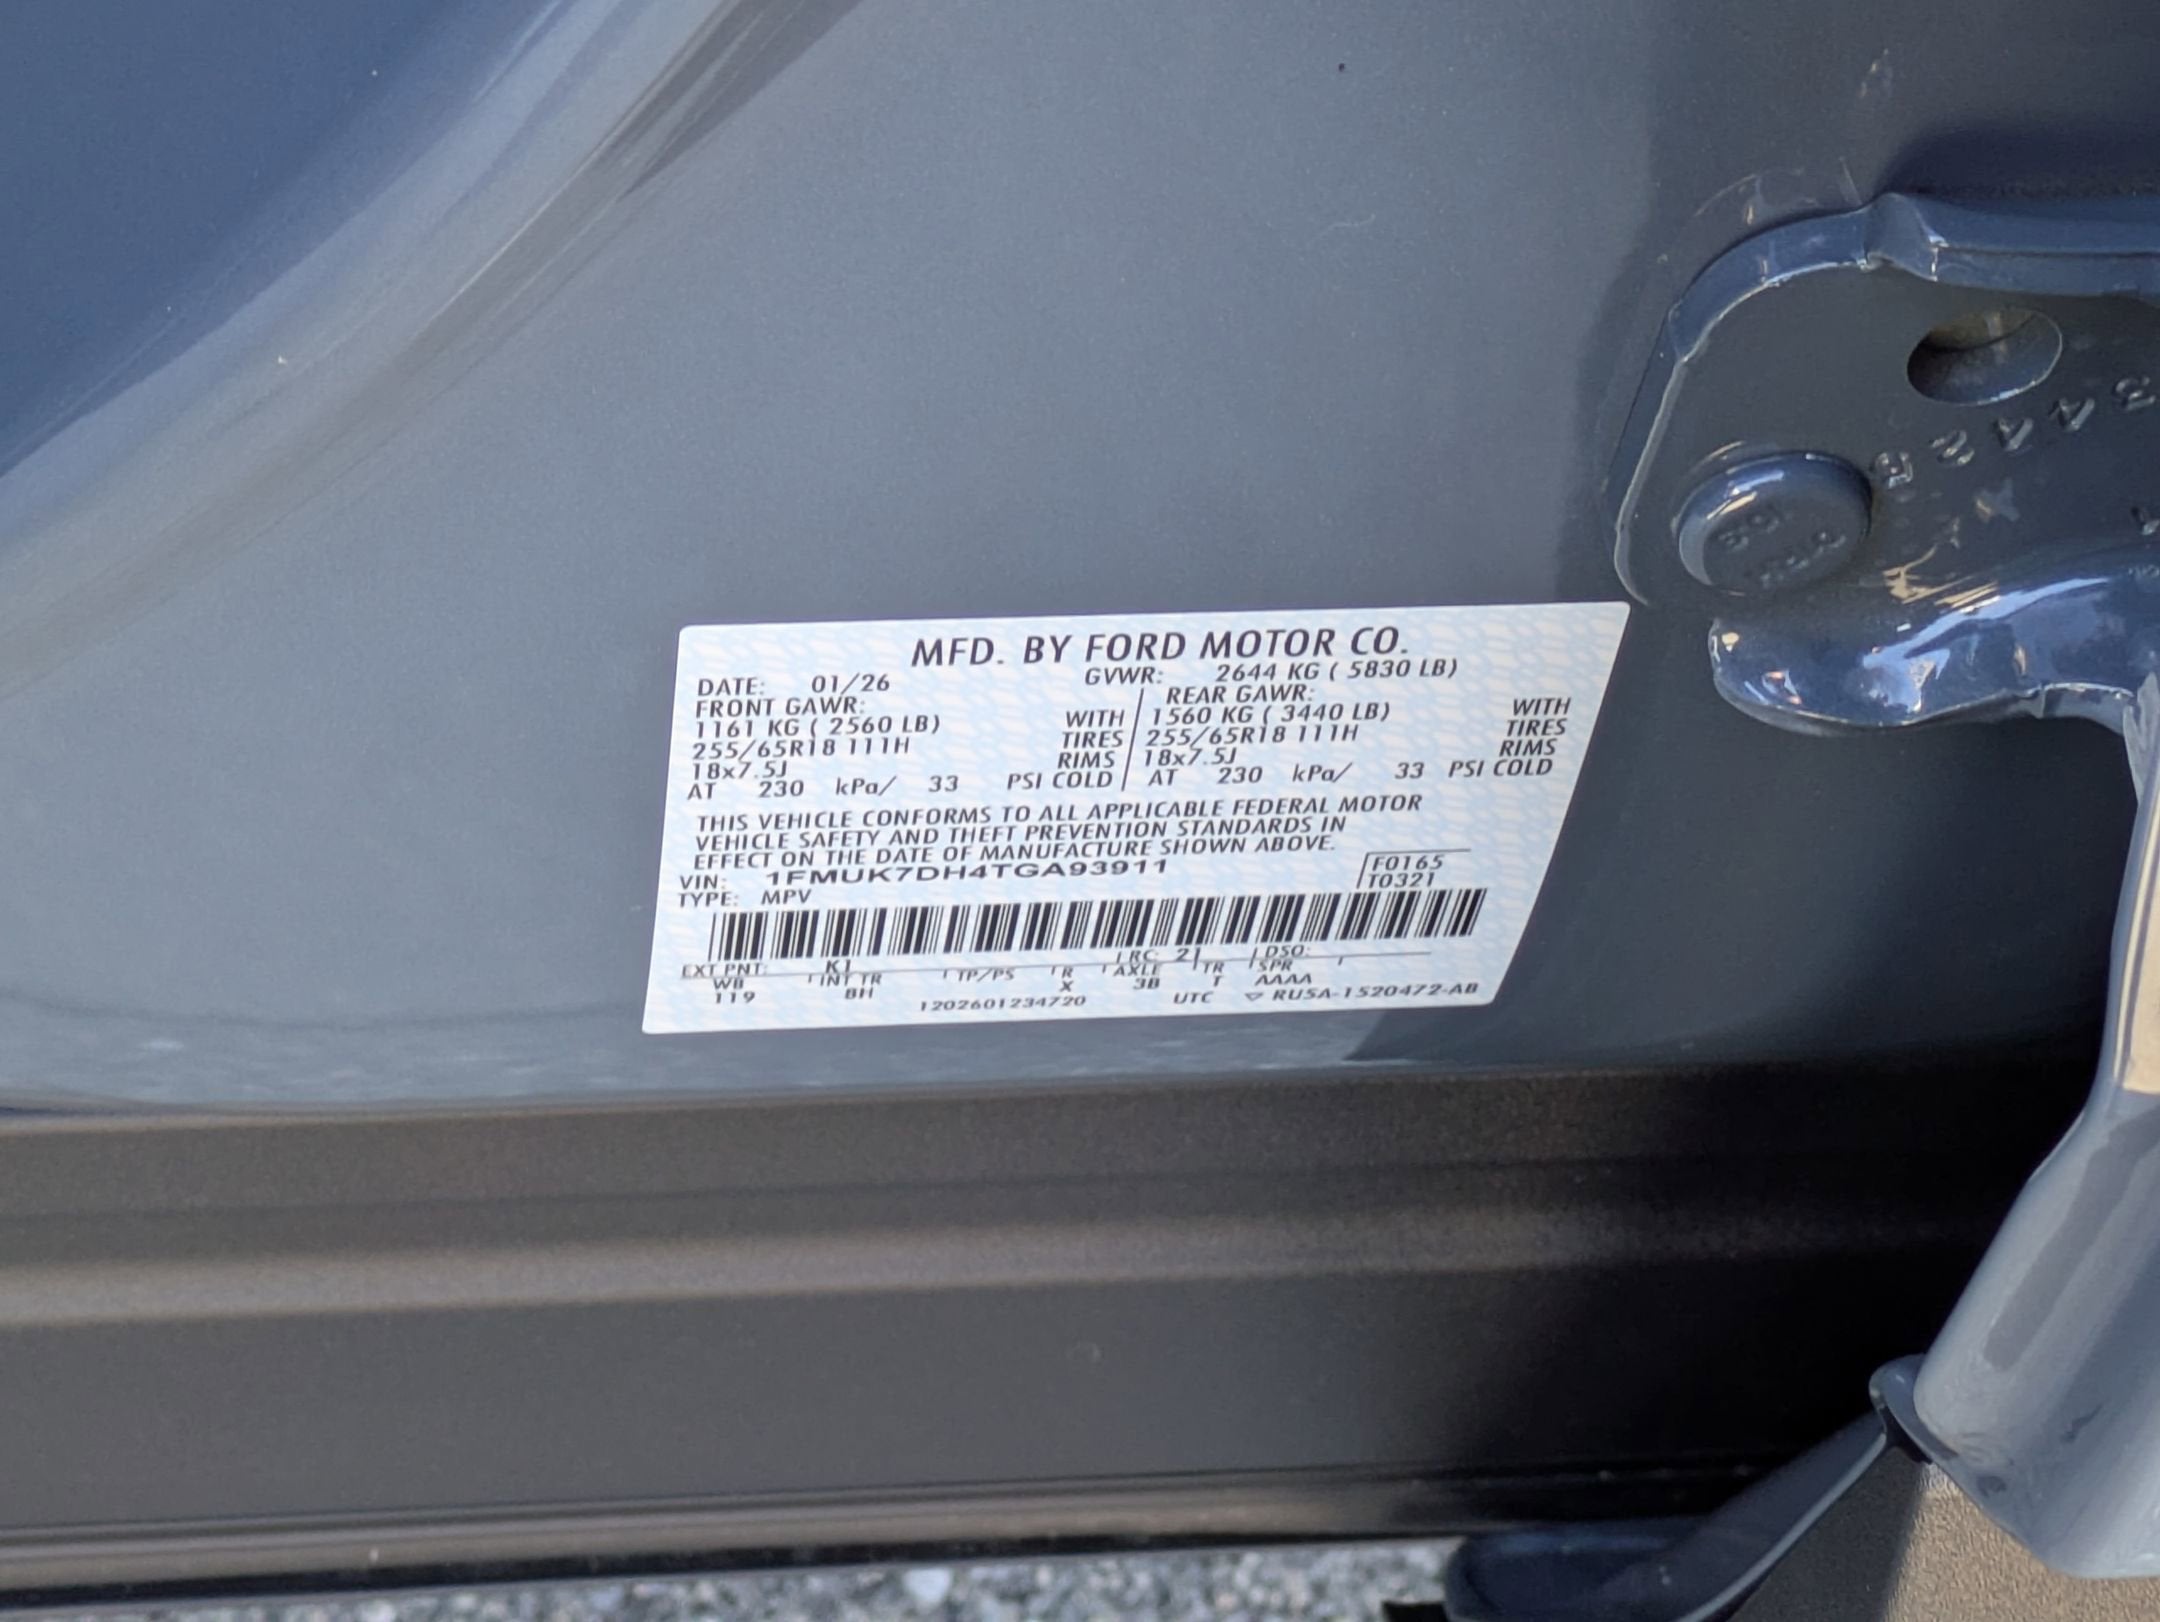 MFD. BY FORD MOTOR CO.
DATE: 01/26 GVWR: 2644 KG ( 5830 LB)
FRONT GAWR: REAR GAWR:
1161 KG ( 2560 LB) WITH 1560 KG ( 3440 LB) WITH
255/65R18 111H TIRES 255/65R18 111H TIRES
18x7.5J RIMS 18x7.5J RIMS
AT 230 kPa/ 33 PSI COLD AT 230 kPa/ 33 PSI COLD
THIS VEHICLE CONFORMS TO ALL APPLICABLE FEDERAL MOTOR
VEHICLE SAFETY AND THEFT PREVENTION STANDARDS IN
EFFECT ON THE DATE OF MANUFACTURE SHOWN ABOVE.
VIN: 1FMUK7DH4TGA93911 F0165
TYPE: MPV T0321
EXT PNT: K1 RC: 21 DSO:
WB INT TR TP/PS R AXLE TR SPR
119 8H X 3B T AAAA
1202601234720 UTC ▽ RU5A-1520472-AB
34425